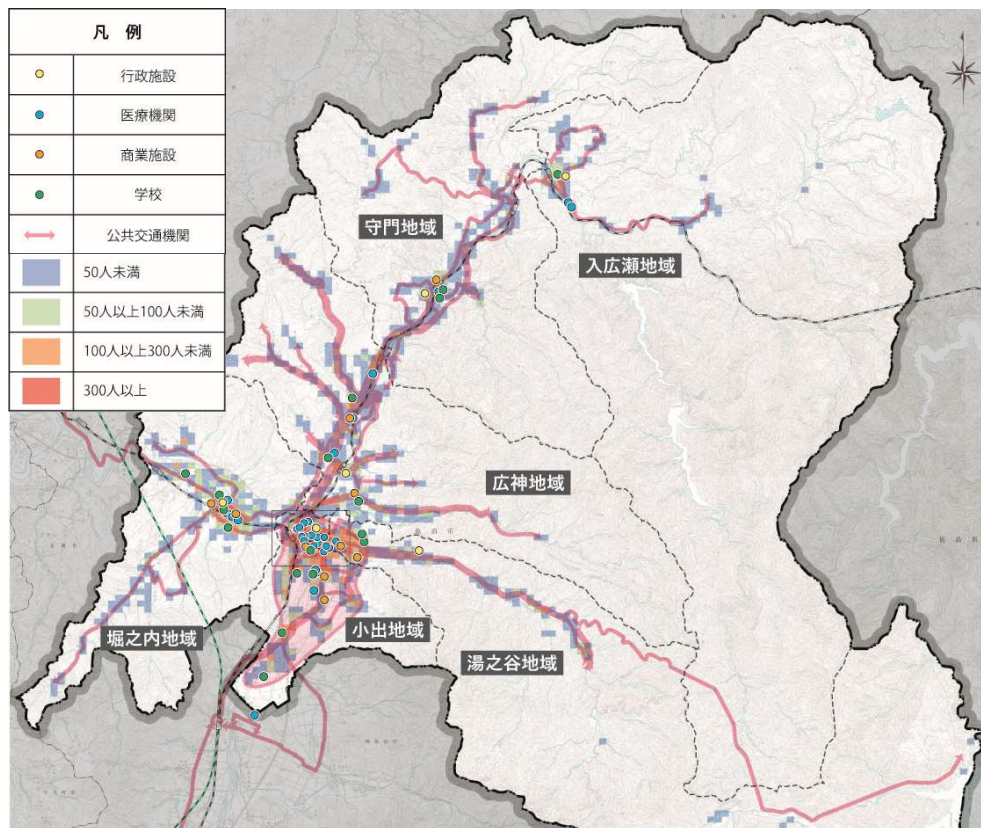 凡 例
行政施設
医療機関
商業施設
学校
公共交通機関
50人未満
50人以上100人未満
100人以上300人未満
300人以上
守門地域
入広瀬地域
広神地域
堀之内地域
小出地域
湯之谷地域